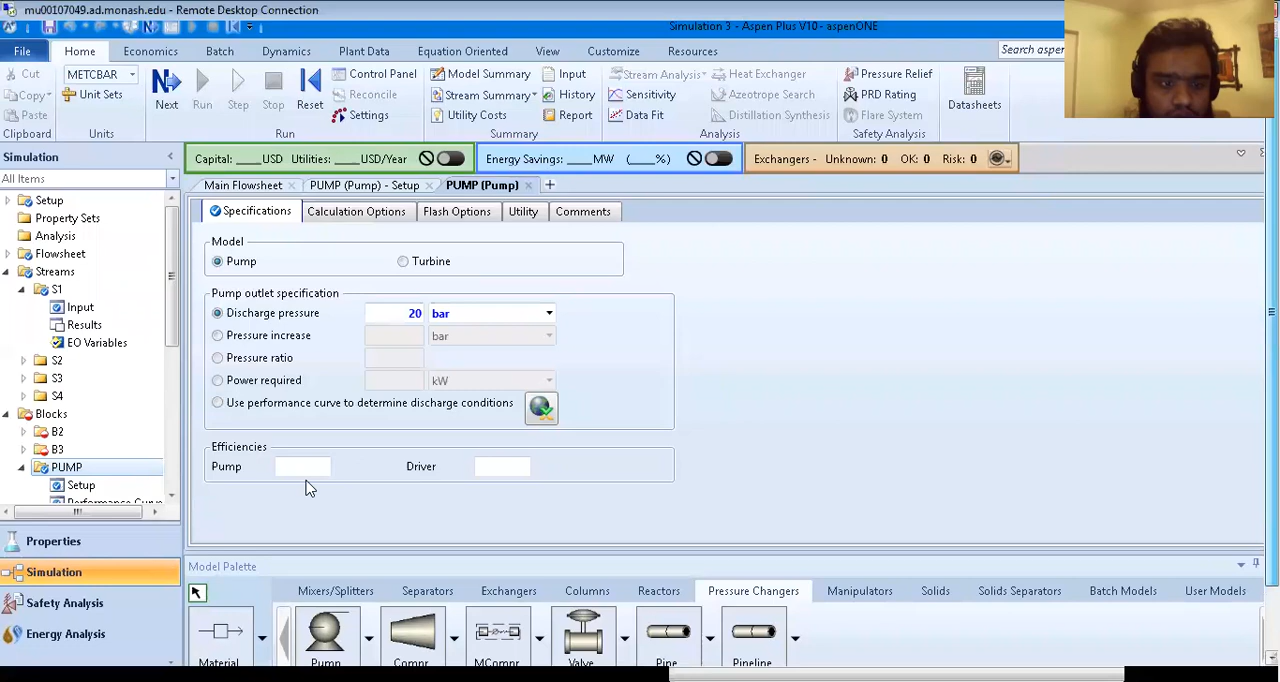 mu00107049.ad.monash.edu - Remote Desktop Connection
Simulation 3 - Aspen Plus V10 - aspenONE
File Home Economics Batch Dynamics Plant Data Equation Oriented View Customize Resources Search aspen
Cut METCBAR Next Run Step Stop Reset Control Panel Model Summary Input Stream Analysis Heat Exchanger Pressure Relief
Copy Unit Sets Reconcile Stream Summary History Sensitivity Azeotrope Search PRD Rating Datasheets
Paste Settings Utility Costs Report Data Fit Distillation Synthesis Flare System
Clipboard Units Run Summary Analysis Safety Analysis
Simulation
Capital: ____USD Utilities: ____USD/Year Energy Savings: ____MW (____%) Exchangers - Unknown: 0 OK: 0 Risk: 0
All Items
Main Flowsheet PUMP (Pump) - Setup PUMP (Pump) +
Setup
Property Sets
Analysis
Flowsheet
Streams
S1
Input
Results
EO Variables
S2
S3
S4
Blocks
B2
B3
PUMP
Setup
Performance Curve
Specifications Calculation Options Flash Options Utility Comments
Model
Pump Turbine
Pump outlet specification
Discharge pressure 20 bar
Pressure increase bar
Pressure ratio
Power required kW
Use performance curve to determine discharge conditions
Efficiencies
Pump Driver
Properties
Simulation
Safety Analysis
Energy Analysis
Model Palette
Mixers/Splitters Separators Exchangers Columns Reactors Pressure Changers Manipulators Solids Solids Separators Batch Models User Models
Material Pump Compr MCompr Valve Pipe Pipeline